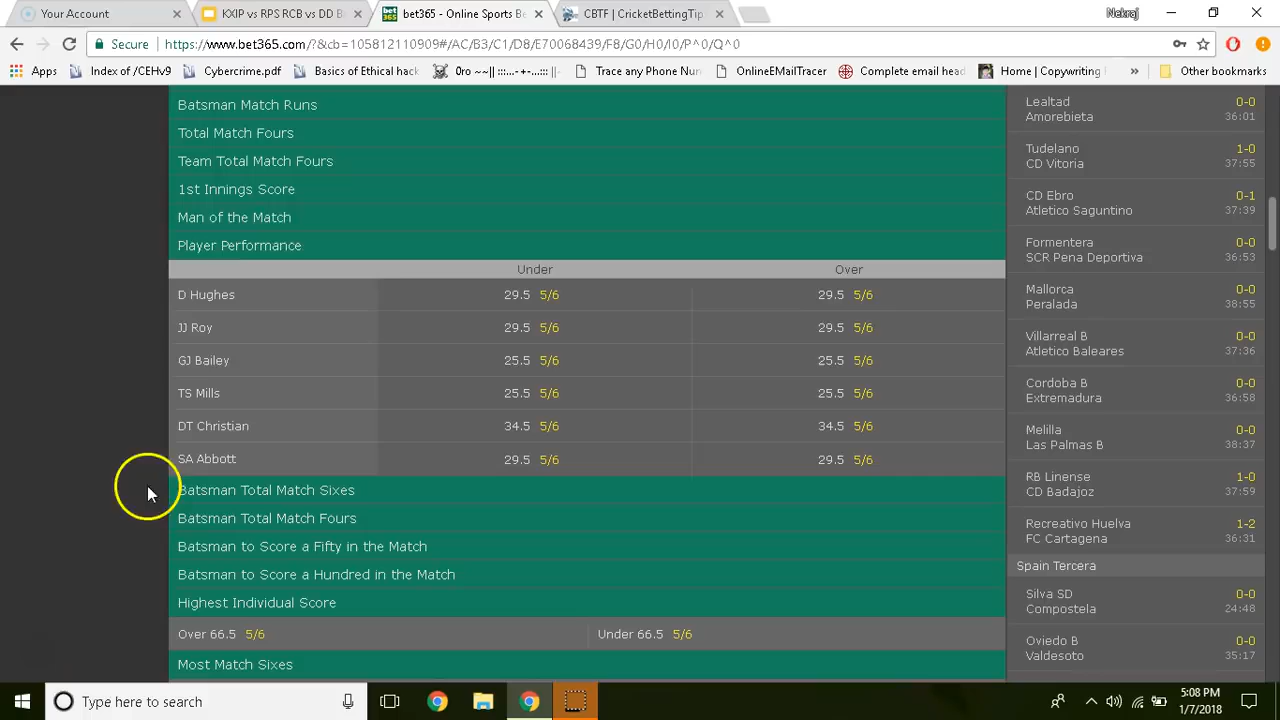 Your Account
KXIP vs RPS RCB vs DD B
bet365 - Online Sports Be
CBTF | CricketBettingTip
Nekraj
Secure
https://www.bet365.com/?&cb=105812110909#/AC/B3/C1/D8/E70068439/F8/G0/H0/I0/P^0/Q^0
Apps
Index of /CEHv9
Cybercrime.pdf
Basics of Ethical hack
0ro ~~|| :::...-+-...:::
Trace any Phone Nur
OnlineEMailTracer
Complete email head
Home | Copywriting
»
Other bookmarks
Batsman Match Runs
Total Match Fours
Team Total Match Fours
1st Innings Score
Man of the Match
Player Performance
Under Over
D Hughes 29.5 5/6 29.5 5/6
JJ Roy 29.5 5/6 29.5 5/6
GJ Bailey 25.5 5/6 25.5 5/6
TS Mills 25.5 5/6 25.5 5/6
DT Christian 34.5 5/6 34.5 5/6
SA Abbott 29.5 5/6 29.5 5/6
Batsman Total Match Sixes
Batsman Total Match Fours
Batsman to Score a Fifty in the Match
Batsman to Score a Hundred in the Match
Highest Individual Score
Over 66.5 5/6 Under 66.5 5/6
Most Match Sixes
Lealtad 0-0
Amorebieta 36:01
Tudelano 1-0
CD Vitoria 37:55
CD Ebro 0-1
Atletico Saguntino 37:39
Formentera 0-0
SCR Pena Deportiva 36:53
Mallorca 0-0
Peralada 38:55
Villarreal B 0-0
Atletico Baleares 37:36
Cordoba B 0-0
Extremadura 36:58
Melilla 0-0
Las Palmas B 38:37
RB Linense 1-0
CD Badajoz 37:59
Recreativo Huelva 1-2
FC Cartagena 36:31
Spain Tercera
Silva SD 0-0
Compostela 24:48
Oviedo B 0-0
Valdesoto 35:17
Type here to search
5:08 PM
1/7/2018